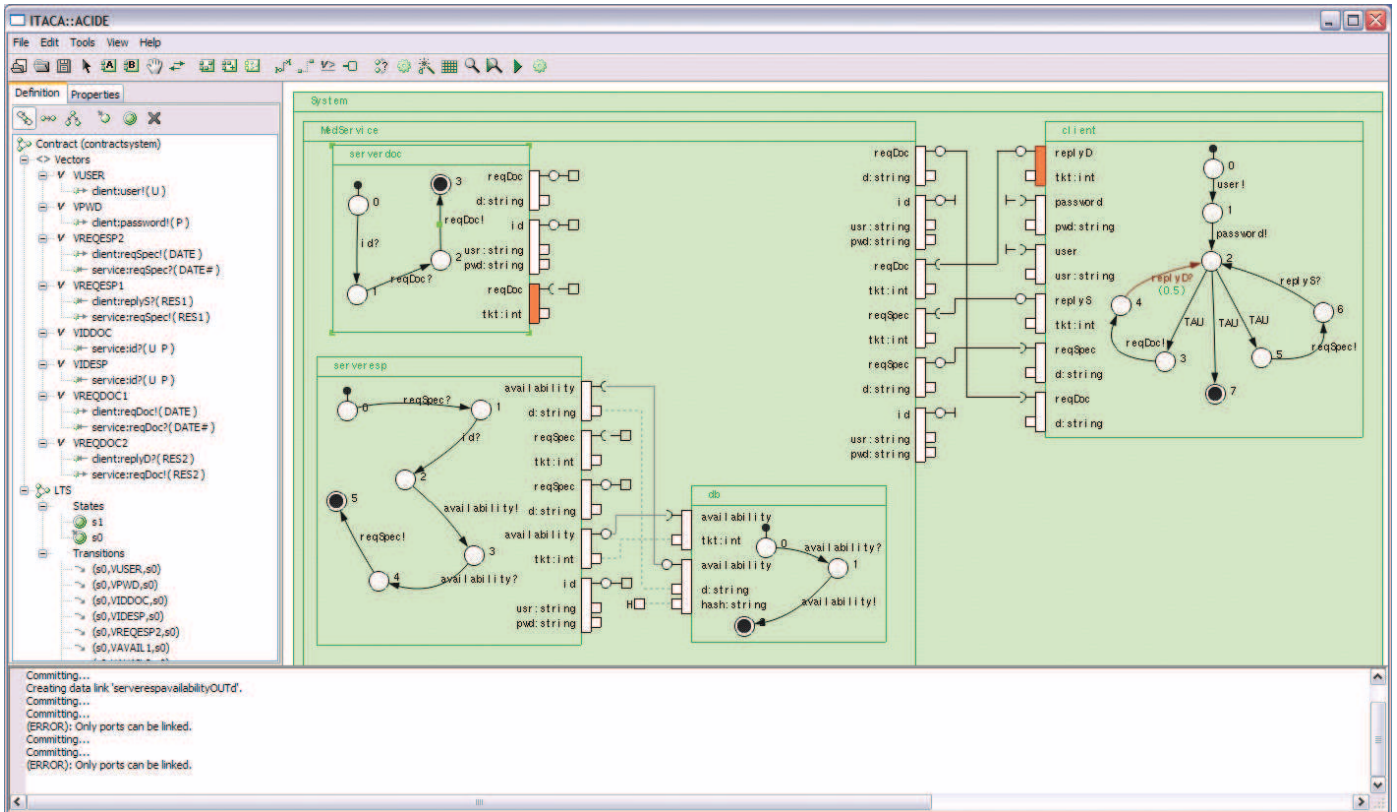 ITACA::ACIDE
File Edit Tools View Help
Definition Properties
Contract (contractsystem)
<> Vectors
V VUSER
client:user!( U )
V VPWD
client:password!( P )
V VREQESP2
client:reqSpec!( DATE )
service:reqSpec?( DATE# )
V VREQESP1
client:replyS?( RES1 )
service:reqSpec!( RES1 )
V VIDDOC
service:id?( U P )
V VIDESP
service:id?( U P )
V VREQDOC1
client:reqDoc!( DATE )
service:reqDoc?( DATE# )
V VREQDOC2
client:replyD?( RES2 )
service:reqDoc!( RES2 )
LTS
States
s1
s0
Transitions
(s0,VUSER,s0)
(s0,VPWD,s0)
(s0,VIDDOC,s0)
(s0,VIDESP,s0)
(s0,VREQESP2,s0)
(s0,VAVAIL1,s0)
System
MedService
serverdoc
0
3
id?
reqDoc!
1
reqDoc?
2
reqDoc
d:string
id
usr:string
pwd:string
reqDoc
tkt:int
serveresp
0
reqSpec?
1
id?
2
availability!
3
availability?
4
reqSpec!
5
availability
d:string
reqSpec
tkt:int
reqSpec
d:string
availability
tkt:int
id
usr:string
pwd:string
H
db
availability
tkt:int
availability
d:string
hash:string
0
availability?
1
availability!
reqDoc
d:string
id
usr:string
pwd:string
reqDoc
tkt:int
reqSpec
tkt:int
reqSpec
d:string
id
usr:string
pwd:string
client
replyD
tkt:int
password
pwd:string
user
usr:string
replyS
tkt:int
reqSpec
d:string
reqDoc
d:string
0
user!
1
password!
2
replyD?
(0.5)
replyS?
4
6
TAU
TAU
TAU
reqDoc!
3
5
reqSpec!
7
Committing...
Creating data link 'serverespavailabilityOUTd'.
Committing...
Committing...
(ERROR): Only ports can be linked.
Committing...
Committing...
(ERROR): Only ports can be linked.